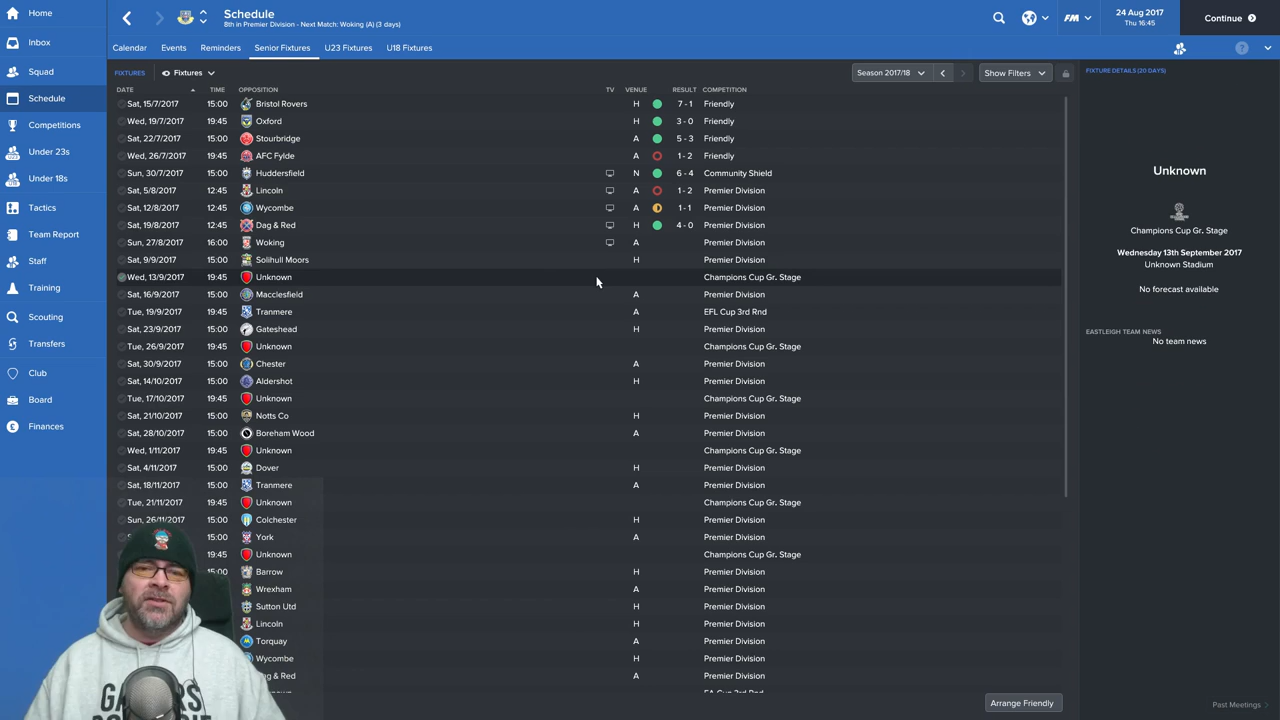 Home
Schedule
8th in Premier Division - Next Match: Woking (A) (3 days)
FM
24 Aug 2017
Thu 16:45
Continue
Inbox
Squad
Schedule
Competitions
Under 23s
Under 18s
Tactics
Team Report
Staff
Training
Scouting
Transfers
Club
Board
Finances
Calendar Events Reminders Senior Fixtures U23 Fixtures U18 Fixtures
FIXTURES Fixtures Season 2017/18 Show Filters
DATE TIME OPPOSITION TV VENUE RESULT COMPETITION
Sat, 15/7/2017 15:00 Bristol Rovers H 7 - 1 Friendly
Wed, 19/7/2017 19:45 Oxford H 3 - 0 Friendly
Sat, 22/7/2017 15:00 Stourbridge A 5 - 3 Friendly
Wed, 26/7/2017 19:45 AFC Fylde A 1 - 2 Friendly
Sun, 30/7/2017 15:00 Huddersfield N 6 - 4 Community Shield
Sat, 5/8/2017 12:45 Lincoln A 1 - 2 Premier Division
Sat, 12/8/2017 12:45 Wycombe A 1 - 1 Premier Division
Sat, 19/8/2017 12:45 Dag & Red H 4 - 0 Premier Division
Sun, 27/8/2017 16:00 Woking A Premier Division
Sat, 9/9/2017 15:00 Solihull Moors H Premier Division
Wed, 13/9/2017 19:45 Unknown Champions Cup Gr. Stage
Sat, 16/9/2017 15:00 Macclesfield A Premier Division
Tue, 19/9/2017 19:45 Tranmere A EFL Cup 3rd Rnd
Sat, 23/9/2017 15:00 Gateshead H Premier Division
Tue, 26/9/2017 19:45 Unknown Champions Cup Gr. Stage
Sat, 30/9/2017 15:00 Chester A Premier Division
Sat, 14/10/2017 15:00 Aldershot H Premier Division
Tue, 17/10/2017 19:45 Unknown Champions Cup Gr. Stage
Sat, 21/10/2017 15:00 Notts Co H Premier Division
Sat, 28/10/2017 15:00 Boreham Wood A Premier Division
Wed, 1/11/2017 19:45 Unknown Champions Cup Gr. Stage
Sat, 4/11/2017 15:00 Dover H Premier Division
Sat, 18/11/2017 15:00 Tranmere A Premier Division
Tue, 21/11/2017 19:45 Unknown Champions Cup Gr. Stage
Sun, 26/11/2017 15:00 Colchester H Premier Division
15:00 York A Premier Division
19:45 Unknown Champions Cup Gr. Stage
15:00 Barrow H Premier Division
Wrexham A Premier Division
Sutton Utd H Premier Division
Lincoln H Premier Division
Torquay A Premier Division
Wycombe H Premier Division
& Red A Premier Division
Arrange Friendly
FIXTURE DETAILS (20 DAYS)
Unknown
Champions Cup Gr. Stage
Wednesday 13th September 2017
Unknown Stadium
No forecast available
EASTLEIGH TEAM NEWS
No team news
Past Meetings